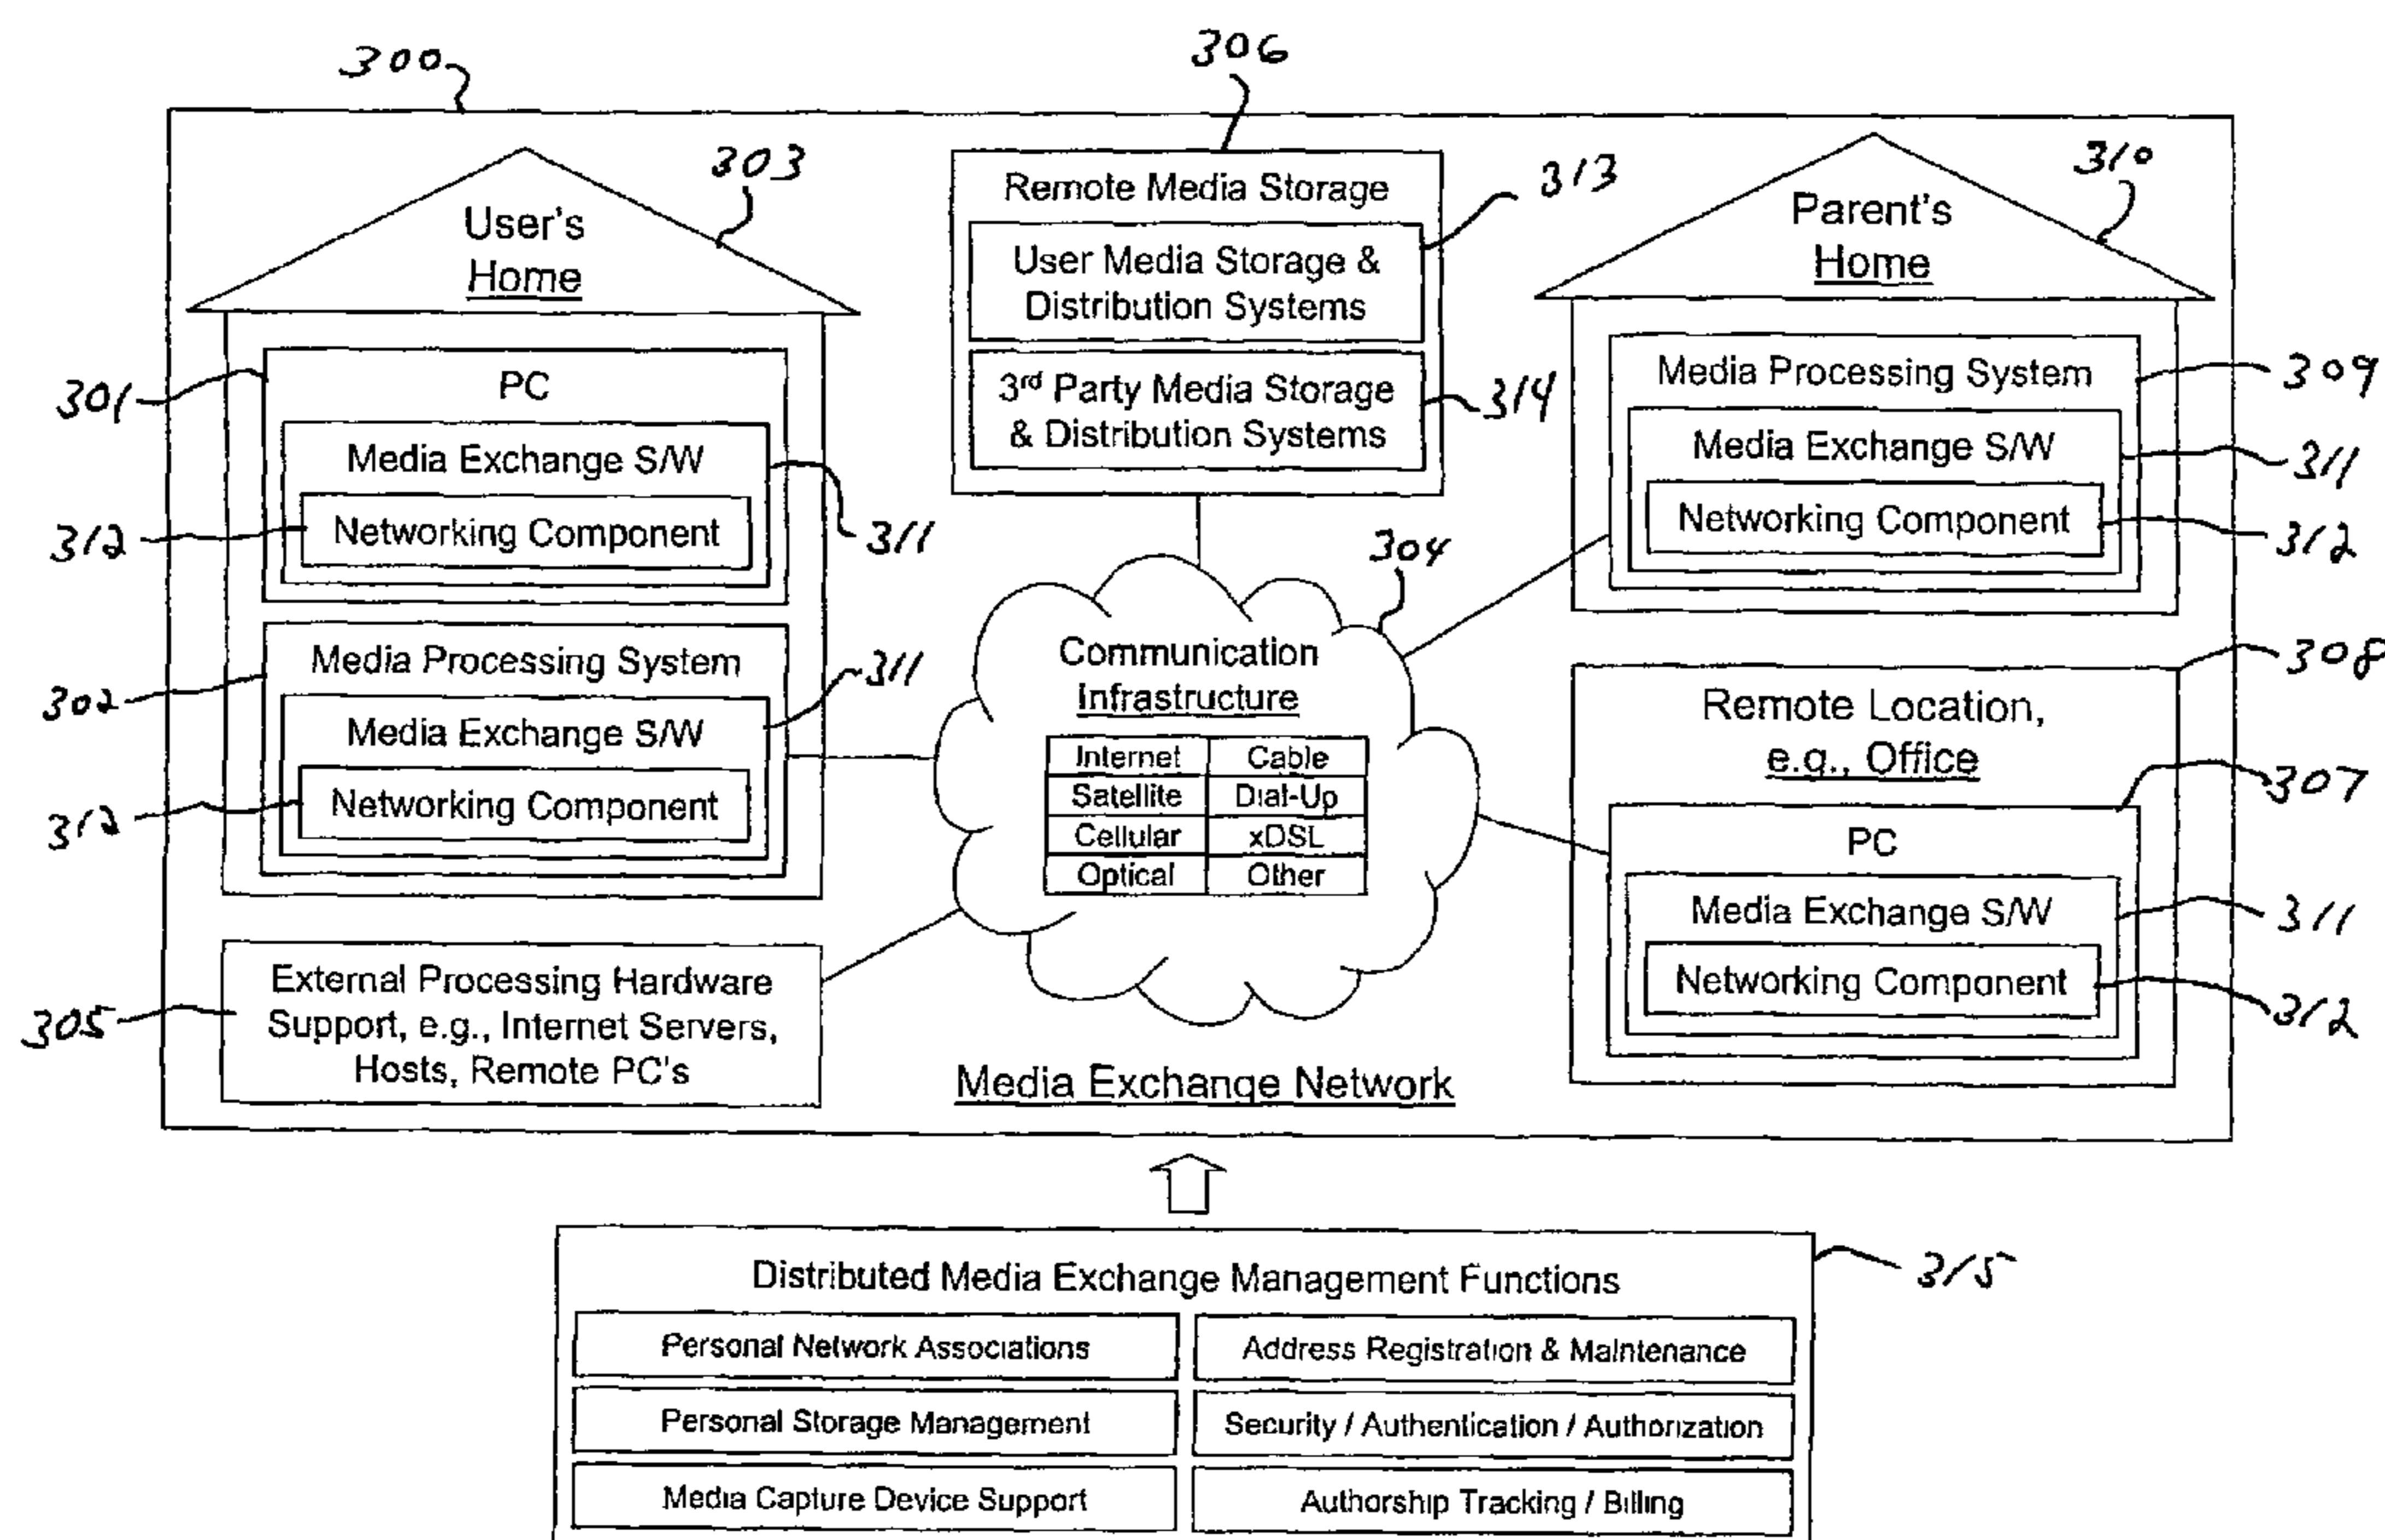 300
306
303
User's
Home
301
PC
Media Exchange S/W
311
312
Networking Component
302
Media Processing System
311
Media Exchange S/W
312
Networking Component
305
External Processing Hardware
Support, e.g., Internet Servers,
Hosts, Remote PC's
Remote Media Storage
313
User Media Storage &
Distribution Systems
314
3rd Party Media Storage
& Distribution Systems
304
Communication
Infrastructure
Internet Cable
Satellite Dial-Up
Cellular xDSL
Optical Other
Media Exchange Network
310
Parent's
Home
309
Media Processing System
Media Exchange S/W
311
Networking Component
312
308
Remote Location,
e.g., Office
307
PC
Media Exchange S/W
311
Networking Component
312
315
Distributed Media Exchange Management Functions
Personal Network Associations
Address Registration & Maintenance
Personal Storage Management
Security / Authentication / Authorization
Media Capture Device Support
Authorship Tracking / Billing